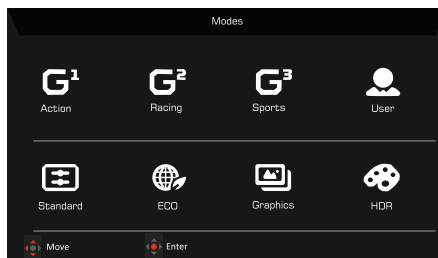 Modes
G¹ G² G³
Action Racing Sports User
Standard ECO Graphics HDR
Move Enter